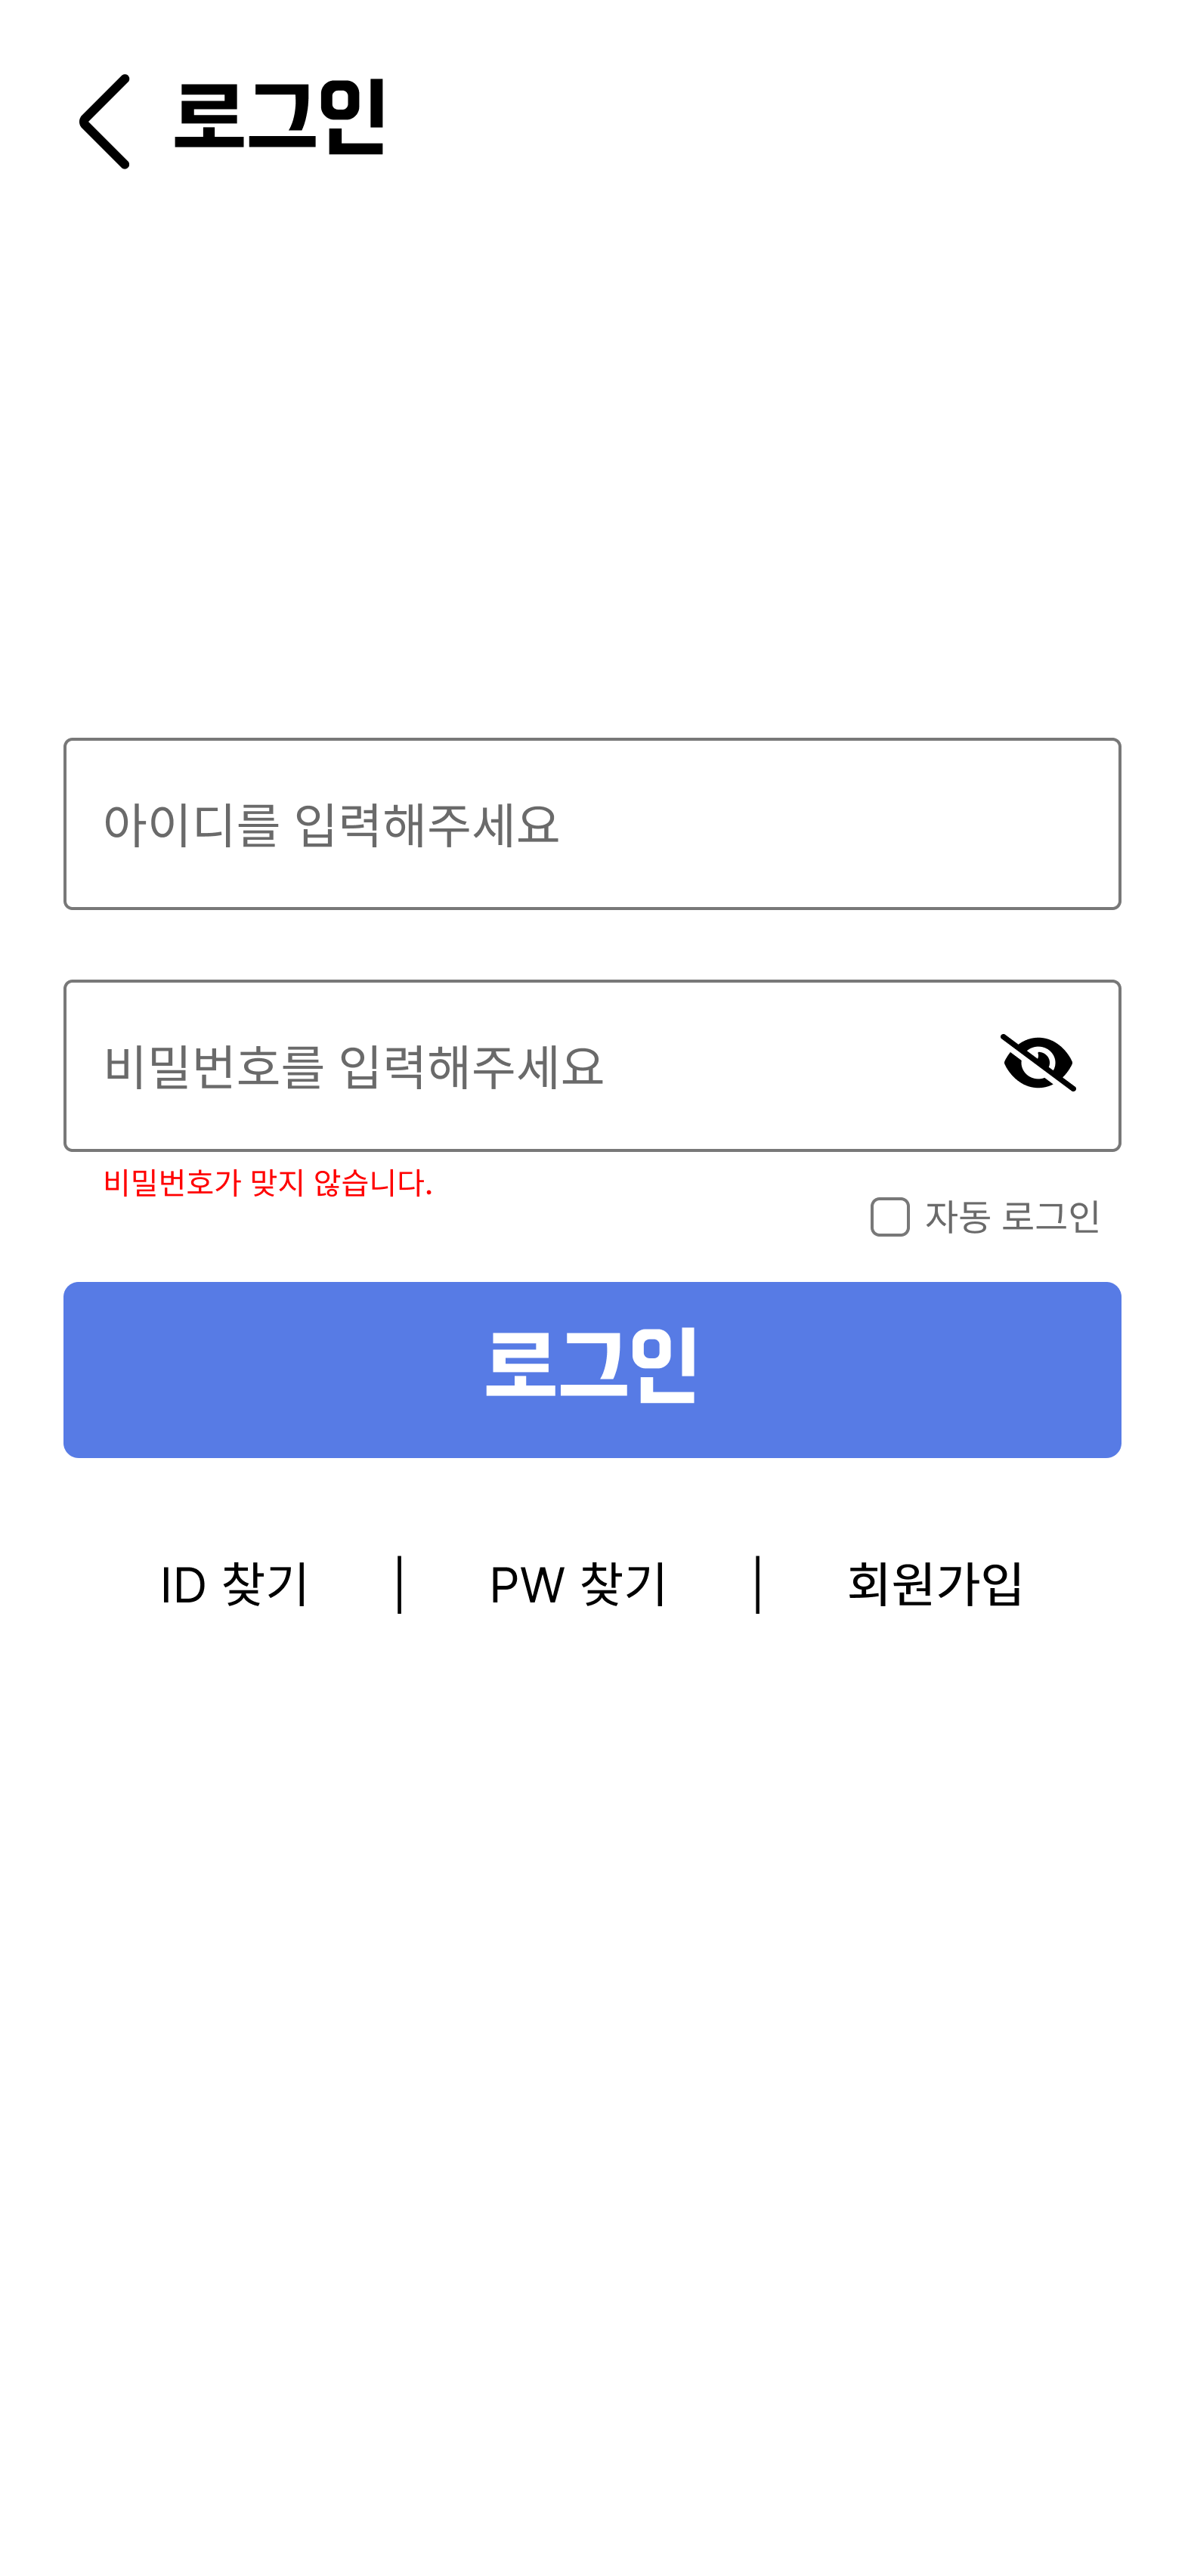 로그인
아이디를 입력해주세요
비밀번호를 입력해주세요
비밀번호가 맞지 않습니다.
자동 로그인
로그인
ID 찾기 | PW 찾기 | 회원가입